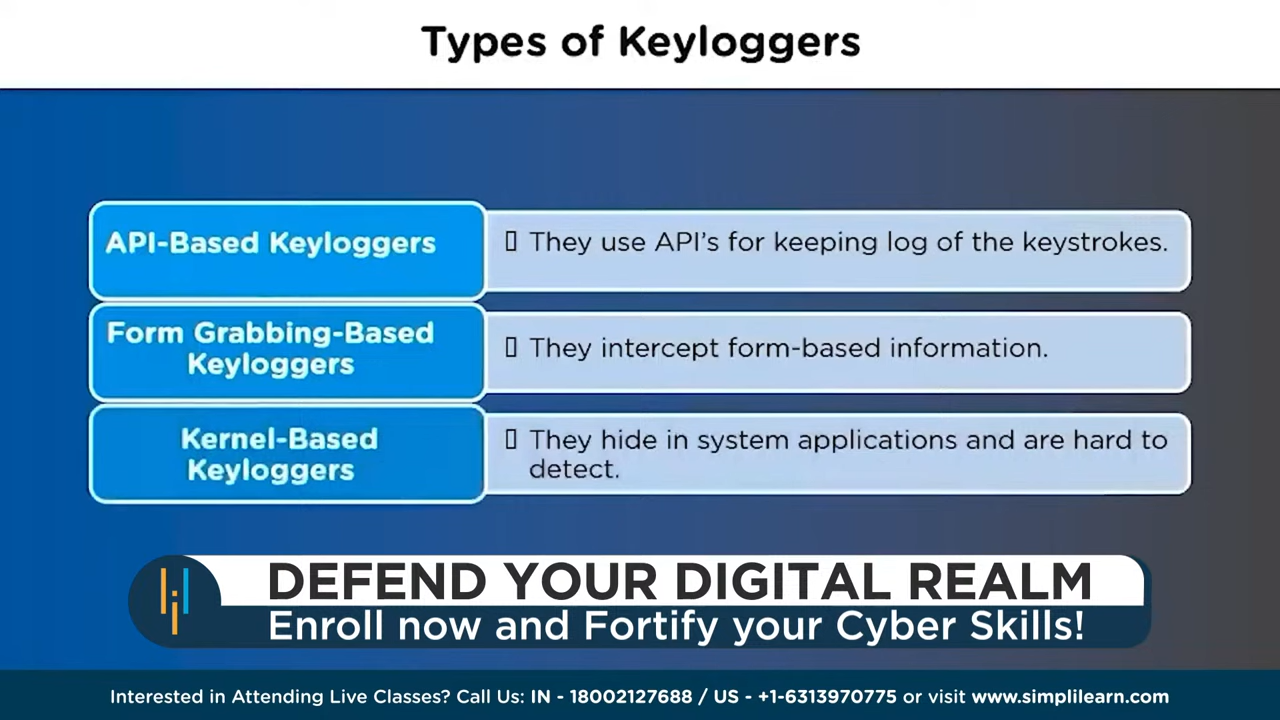 Types of Keyloggers
API-Based Keyloggers
They use API's for keeping log of the keystrokes.
Form Grabbing-Based
Keyloggers
They intercept form-based information.
Kernel-Based
Keyloggers
They hide in system applications and are hard to
detect.
DEFEND YOUR DIGITAL REALM
Enroll now and Fortify your Cyber Skills!
Interested in Attending Live Classes? Call Us: IN - 18002127688 / US - +1-6313970775 or visit www.simplilearn.com